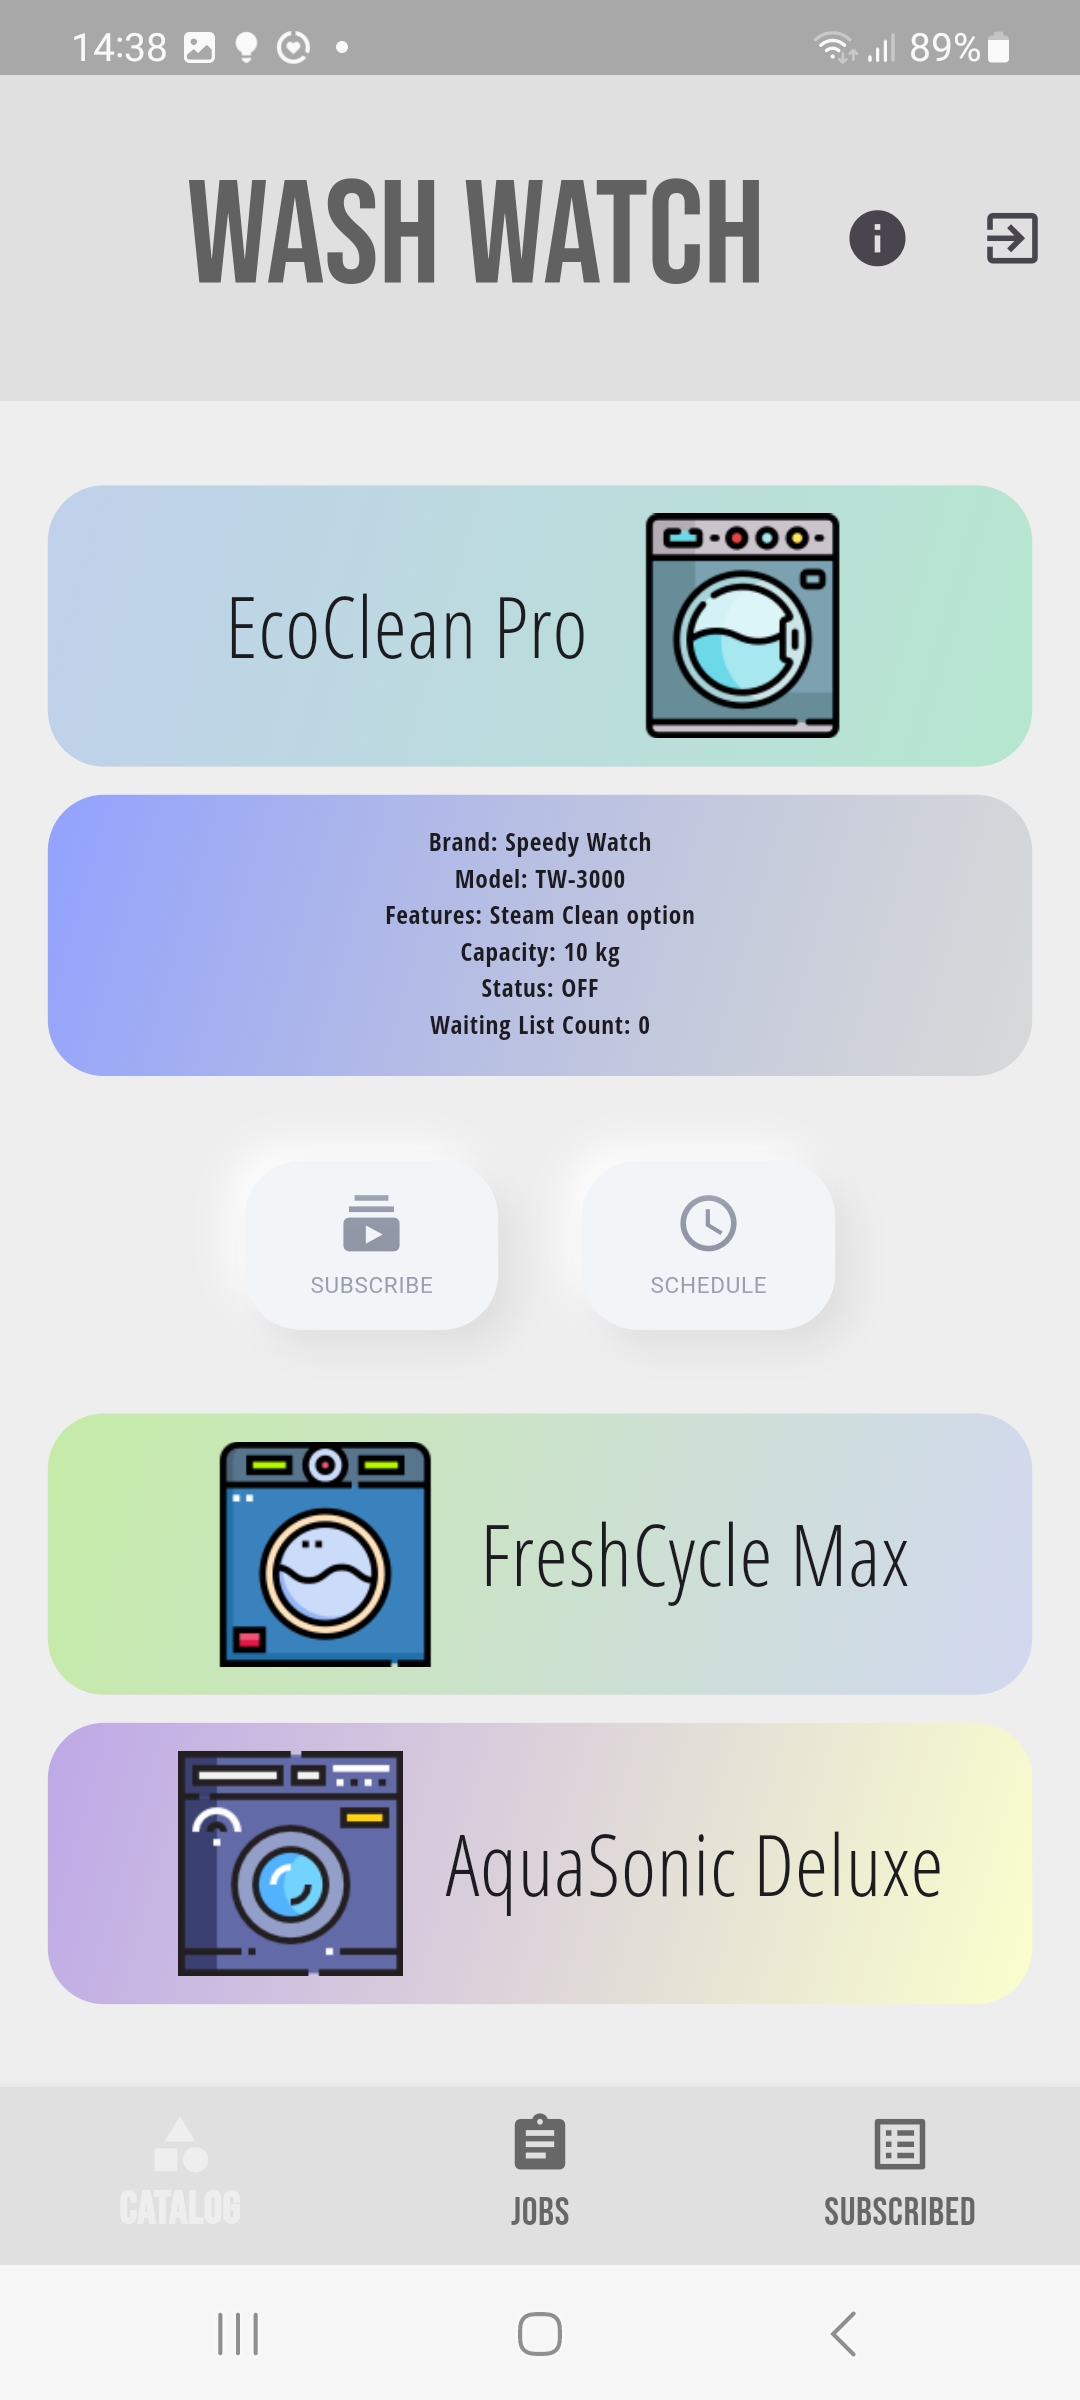 14:38
89%
WASH WATCH
EcoClean Pro
Brand: Speedy Watch
Model: TW-3000
Features: Steam Clean option
Capacity: 10 kg
Status: OFF
Waiting List Count: 0
SUBSCRIBE
SCHEDULE
FreshCycle Max
AquaSonic Deluxe
CATALOG
JOBS
SUBSCRIBED